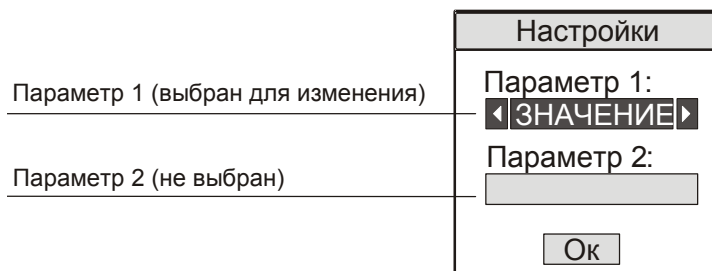 Настройки
Параметр 1 (выбран для изменения)
Параметр 1:
ЗНАЧЕНИЕ
Параметр 2 (не выбран)
Параметр 2:
Ок